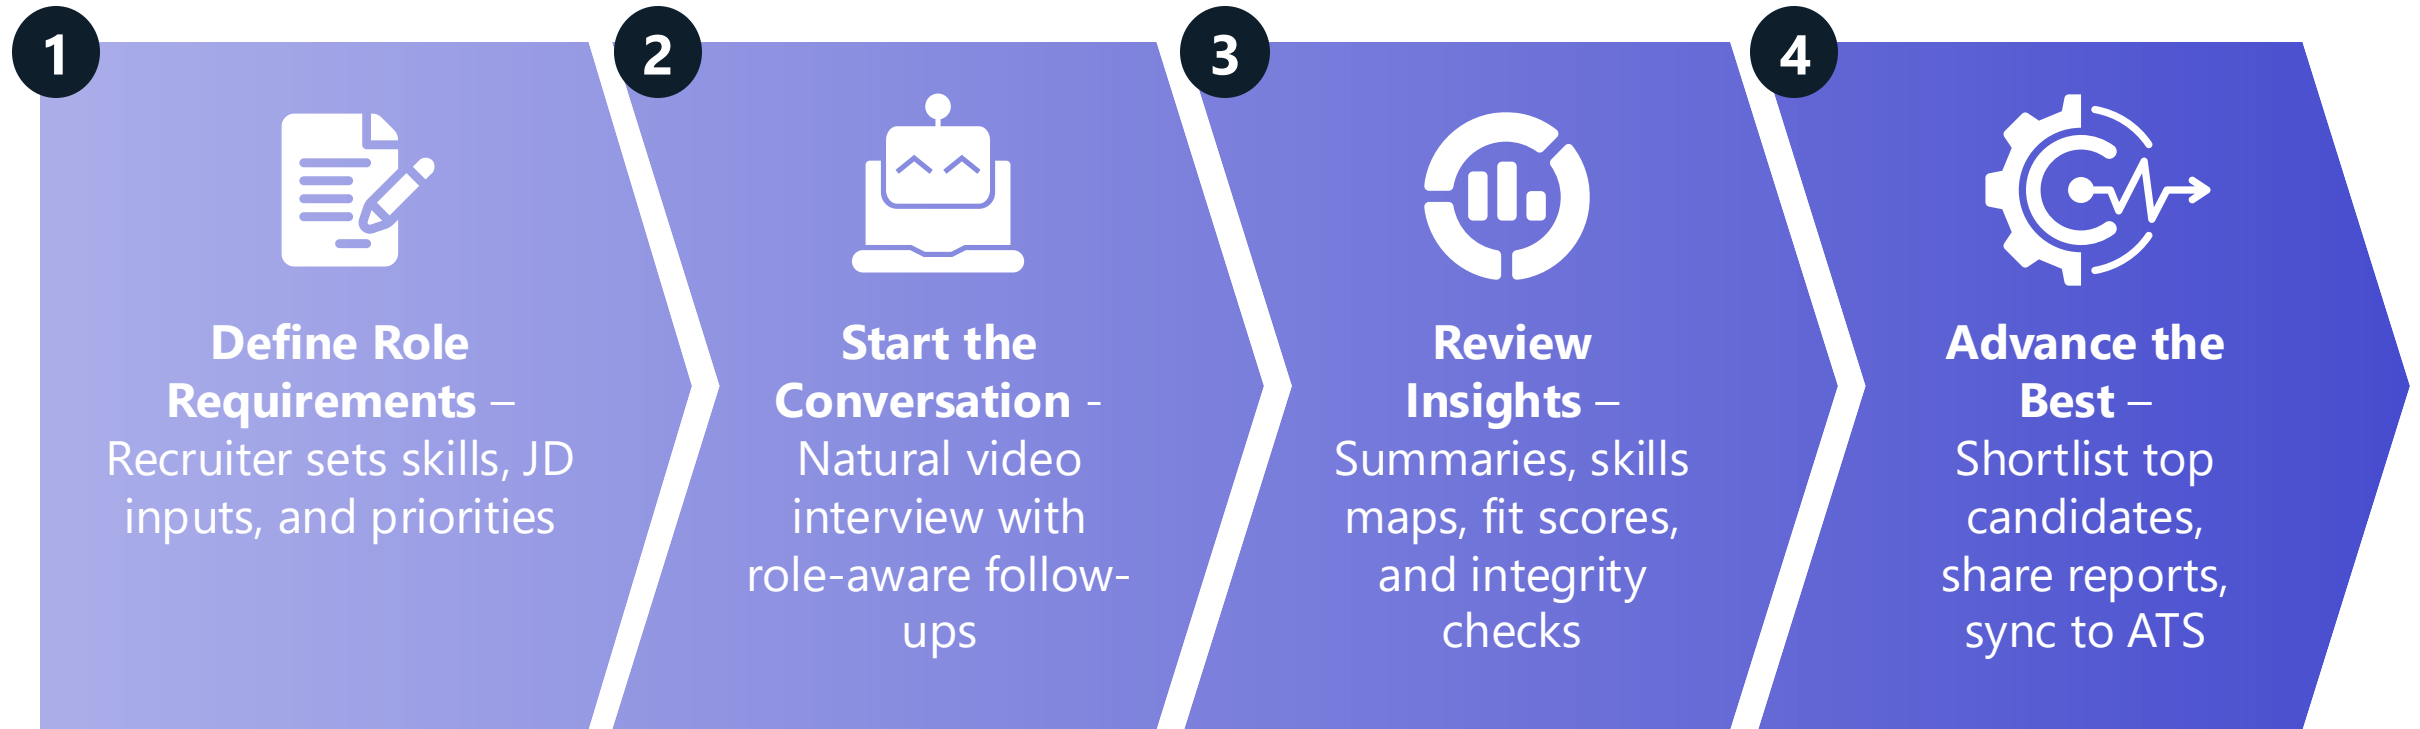 1
Define Role
Requirements –
Recruiter sets skills, JD
inputs, and priorities
2
Start the
Conversation -
Natural video
interview with
role-aware follow-
ups
3
Review
Insights –
Summaries, skills
maps, fit scores,
and integrity
checks
4
Advance the
Best –
Shortlist top
candidates,
share reports,
sync to ATS